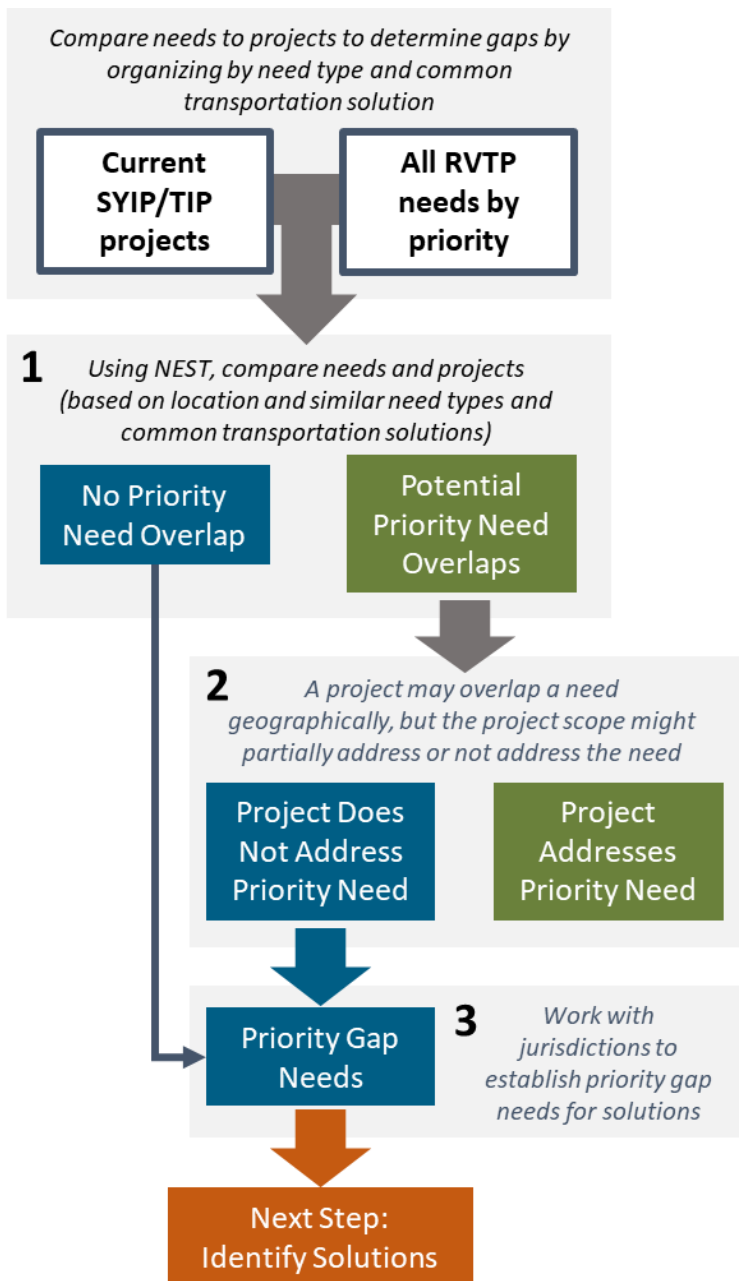 Compare needs to projects to determine gaps by
organizing by need type and common
transportation solution
Current
SYIP/TIP
projects
All RVTP
needs by
priority
1
Using NEST, compare needs and projects
(based on location and similar need types and
common transportation solutions)
No Priority
Need Overlap
Potential
Priority Need
Overlaps
2
A project may overlap a need
geographically, but the project scope might
partially address or not address the need
Project Does
Not Address
Priority Need
Project
Addresses
Priority Need
Priority Gap
Needs
3
Work with
jurisdictions to
establish priority gap
needs for solutions
Next Step:
Identify Solutions